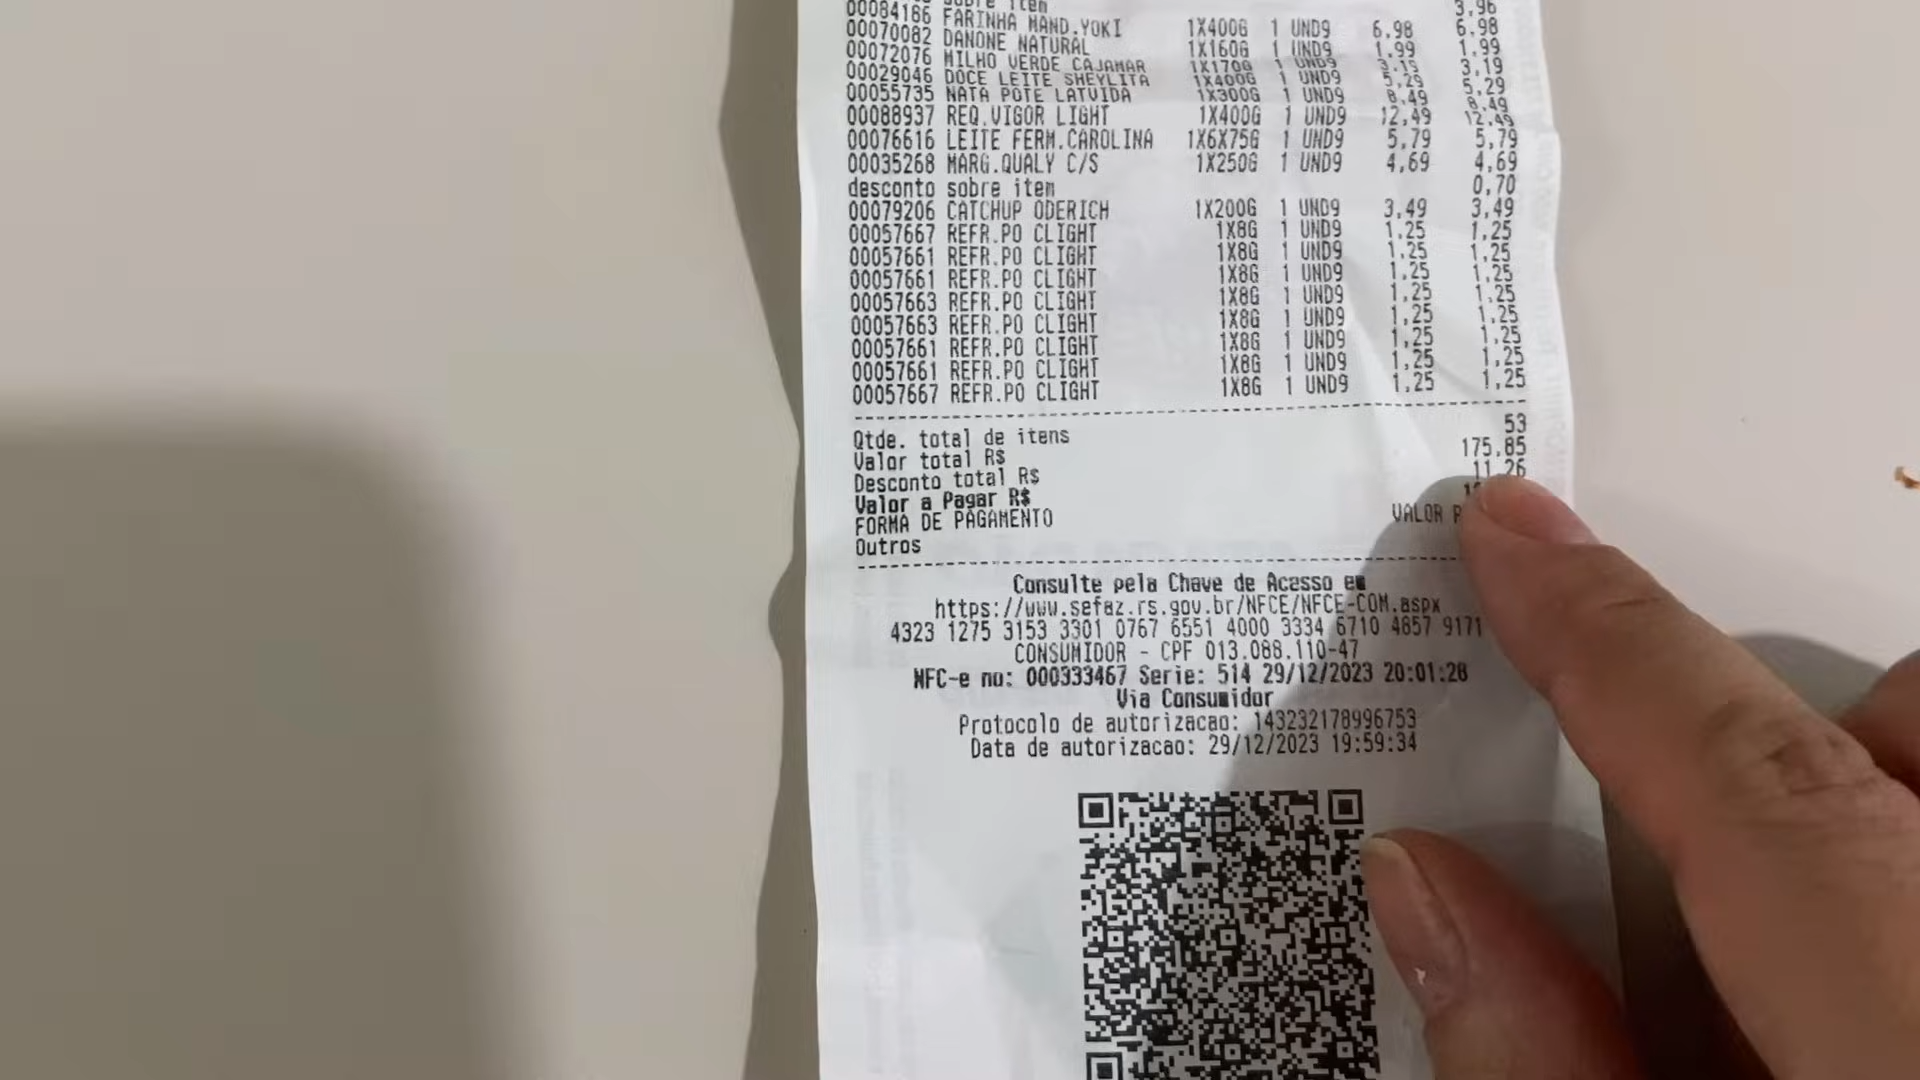 sobre item 3,96
00084166 FARINHA MAND.YOKI 1X400G 1 UND9 6,98 6,98
00070082 DANONE NATURAL 1X160G 1 UND9 1,99 1,99
00072076 MILHO VERDE CAJAMAR 1X170G 1 UND9 3,19 3,19
00029046 DOCE LEITE SHEYLITA 1X400G 1 UND9 5,29 5,29
00055735 NATA POTE LATVIDA 1X300G 1 UND9 8,49 8,49
00088937 REQ.VIGOR LIGHT 1X400G 1 UND9 12,49 12,49
00076616 LEITE FERM.CAROLINA 1X6X75G 1 UND9 5,79 5,79
00035268 MARG.QUALY C/S 1X250G 1 UND9 4,69 4,69
desconto sobre item 0,70
00079206 CATCHUP ODERICH 1X200G 1 UND9 3,49 3,49
00057667 REFR.PO CLIGHT 1X8G 1 UND9 1,25 1,25
00057661 REFR.PO CLIGHT 1X8G 1 UND9 1,25 1,25
00057661 REFR.PO CLIGHT 1X8G 1 UND9 1,25 1,25
00057663 REFR.PO CLIGHT 1X8G 1 UND9 1,25 1,25
00057663 REFR.PO CLIGHT 1X8G 1 UND9 1,25 1,25
00057661 REFR.PO CLIGHT 1X8G 1 UND9 1,25 1,25
00057661 REFR.PO CLIGHT 1X8G 1 UND9 1,25 1,25
00057667 REFR.PO CLIGHT 1X8G 1 UND9 1,25 1,25
Qtde. total de itens 53
Valor total R$ 175,85
Desconto total R$ 11,26
Valor a Pagar R$
FORMA DE PAGAMENTO VALOR
Outros
Consulte pela Chave de Acesso em
https://www.sefaz.rs.gov.br/NFCE/NFCE-COM.aspx
4323 1275 3153 3301 0767 6551 4000 3334 6710 4857 9171
CONSUMIDOR - CPF 013.088.110-47
NFC-e no: 000333467 Serie: 514 29/12/2023 20:01:28
Via Consumidor
Protocolo de autorizacao: 143232178996753
Data de autorizacao: 29/12/2023 19:59:34